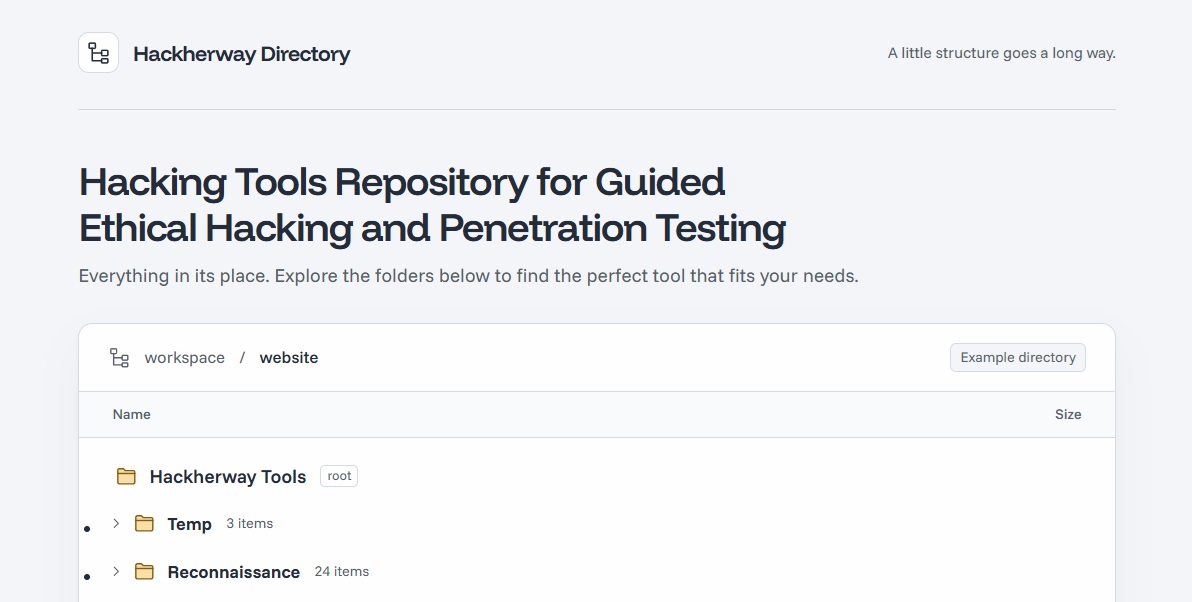 Hackherway Directory
A little structure goes a long way.
Hacking Tools Repository for Guided
Ethical Hacking and Penetration Testing
Everything in its place. Explore the folders below to find the perfect tool that fits your needs.
workspace / website
Example directory
Name
Size
Hackherway Tools root
Temp 3 items
Reconnaissance 24 items